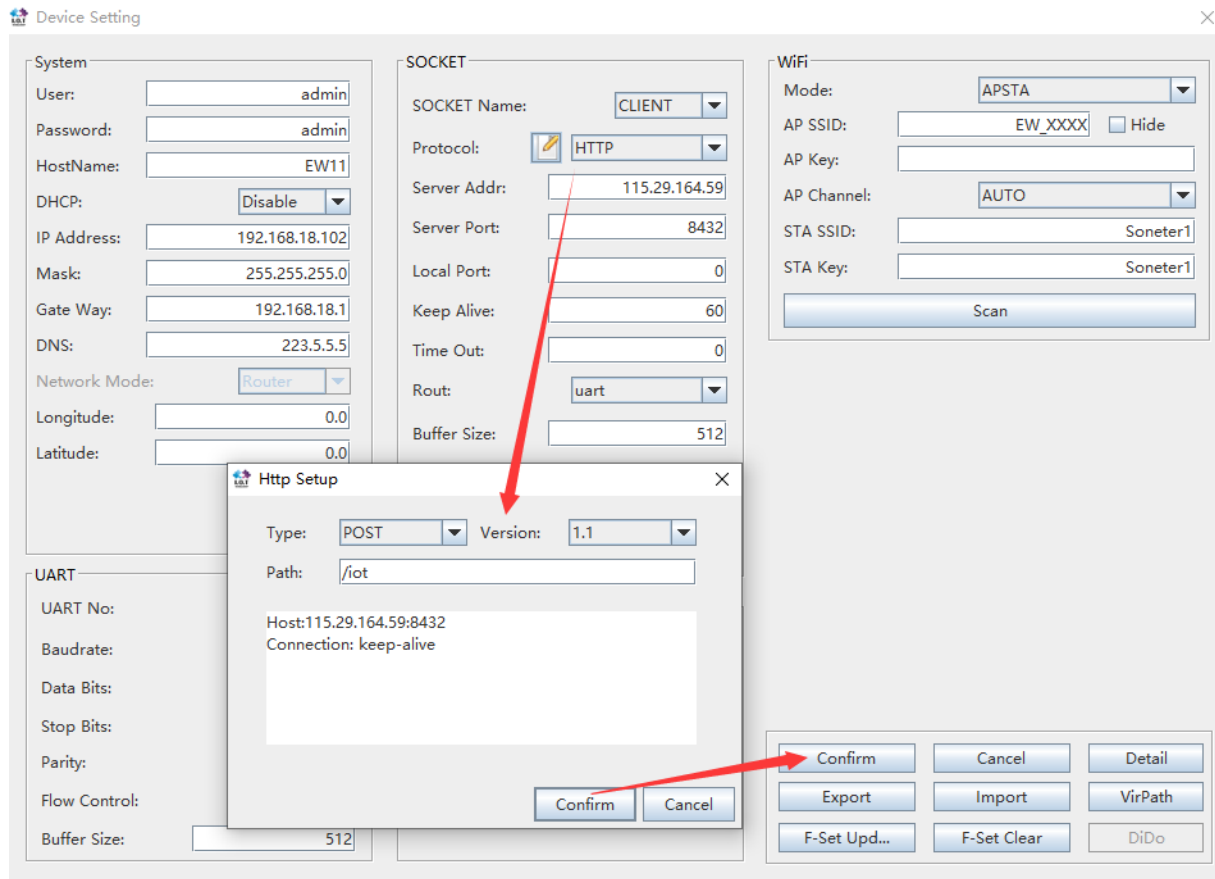 Device Setting
System
User: admin
Password: admin
HostName: EW11
DHCP: Disable
IP Address: 192.168.18.102
Mask: 255.255.255.0
Gate Way: 192.168.18.1
DNS: 223.5.5.5
Network Mode: Router
Longitude: 0.0
Latitude: 0.0
SOCKET
SOCKET Name: CLIENT
Protocol: HTTP
Server Addr: 115.29.164.59
Server Port: 8432
Local Port: 0
Keep Alive: 60
Time Out: 0
Rout: uart
Buffer Size: 512
WiFi
Mode: APSTA
AP SSID: EW_XXXX Hide
AP Key:
AP Channel: AUTO
STA SSID: Soneter1
STA Key: Soneter1
Scan
UART
UART No:
Baudrate:
Data Bits:
Stop Bits:
Parity:
Flow Control:
Buffer Size: 512
Http Setup
Type: POST Version: 1.1
Path: /iot
Host:115.29.164.59:8432
Connection: keep-alive
Confirm Cancel
Confirm Cancel Detail
Export Import VirPath
F-Set Upd... F-Set Clear DiDo